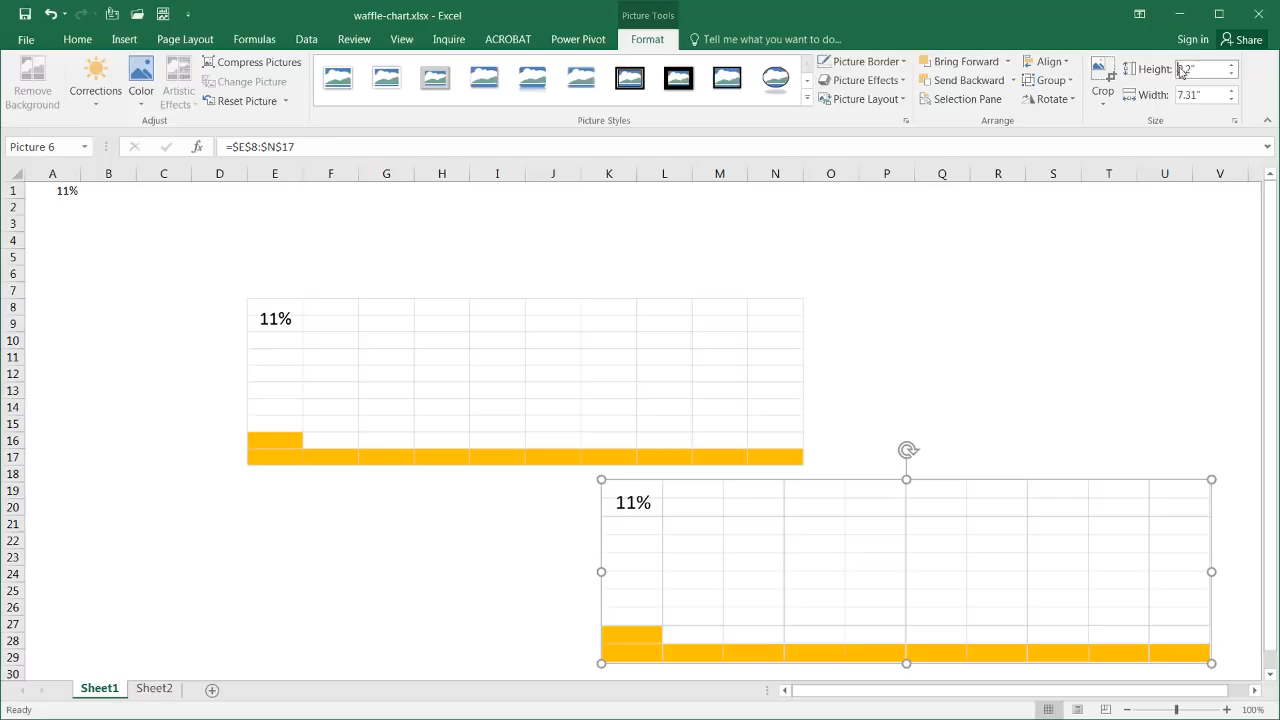 waffle-chart.xlsx - Excel
Picture Tools
File Home Insert Page Layout Formulas Data Review View Inquire ACROBAT Power Pivot Format Tell me what you want to do... Sign in Share
Remove Background
Corrections
Color
Artistic Effects
Compress Pictures
Change Picture
Reset Picture
Adjust
Picture Styles
Picture Border
Picture Effects
Picture Layout
Bring Forward
Send Backward
Selection Pane
Align
Group
Rotate
Arrange
Crop
Height:
Width: 7.31"
Size
Picture 6 fx =$E$8:$N$17
A B C D E F G H I J K L M N O P Q R S T U V
1 11%
2
3
4
5
6
7
8
11%
9
10
11
12
13
14
15
16
17
18
19
11%
20
21
22
23
24
25
26
27
28
29
30
Sheet1 Sheet2
Ready
100%